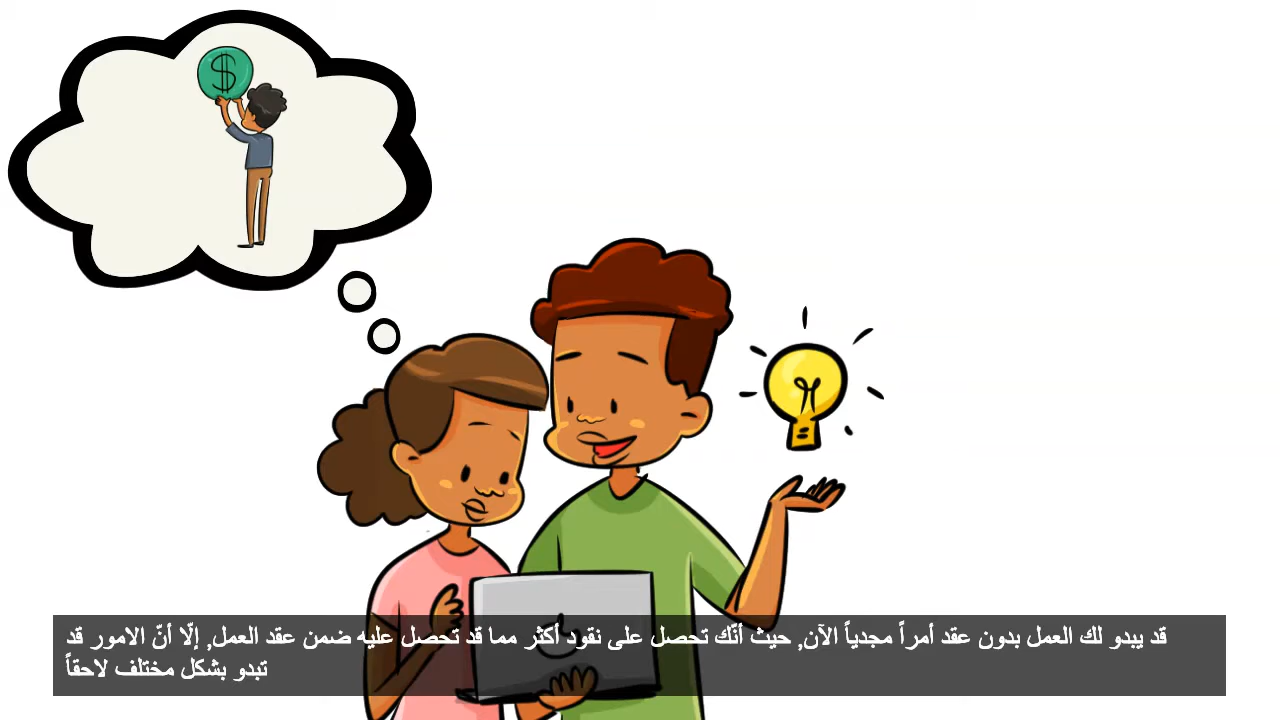 $
قد يبدو لك العمل بدون عقد أمراً مجدياً الآن, حيث أنّك تحصل على نقود أكثر مما قد تحصل عليه ضمن عقد العمل, إلّا أنّ الامور قد
تبدو بشكل مختلف لاحقاً